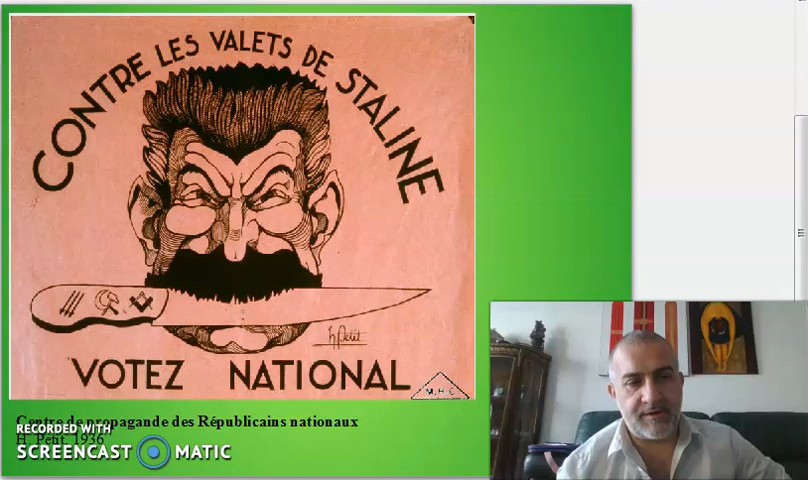 CONTRE LES VALETS DE STALINE
h. Petit
VOTEZ NATIONAL
M.H.C
Centre de propagande des Républicains nationaux
H. Petit, 1936
RECORDED WITH
SCREENCAST MATIC